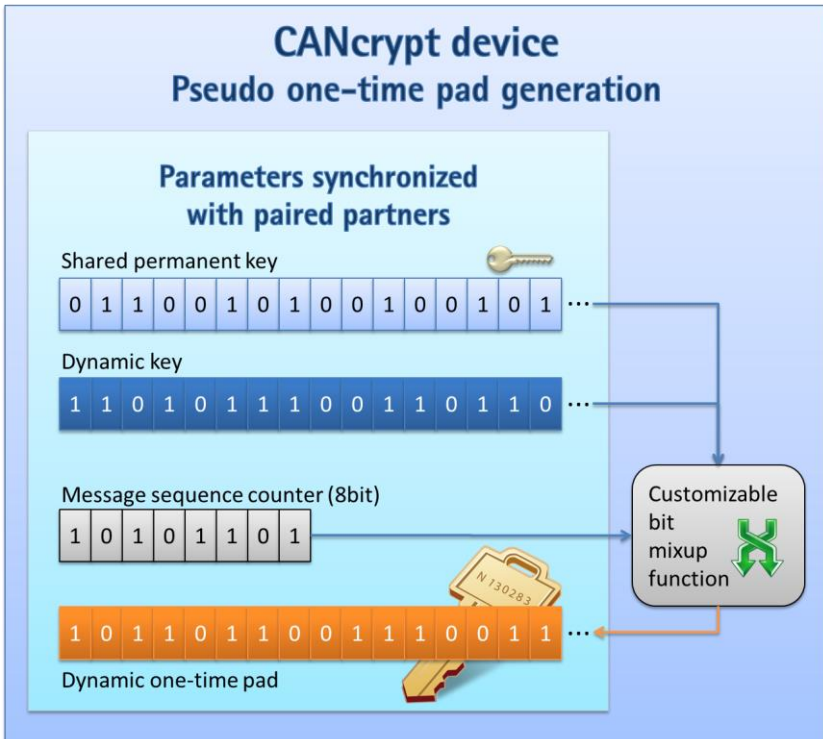 CANcrypt device
Pseudo one-time pad generation
Parameters synchronized
with paired partners
Shared permanent key
0 1 1 0 0 1 0 1 0 0 1 0 0 1 0 1 ...
Dynamic key
1 1 0 1 0 1 1 1 0 0 1 1 0 1 1 0 ...
Message sequence counter (8bit)
1 0 1 0 1 1 0 1
Customizable
bit
mixup
function
N 130283
1 0 1 1 0 1 1 0 0 1 1 1 0 0 1 1 ...
Dynamic one-time pad